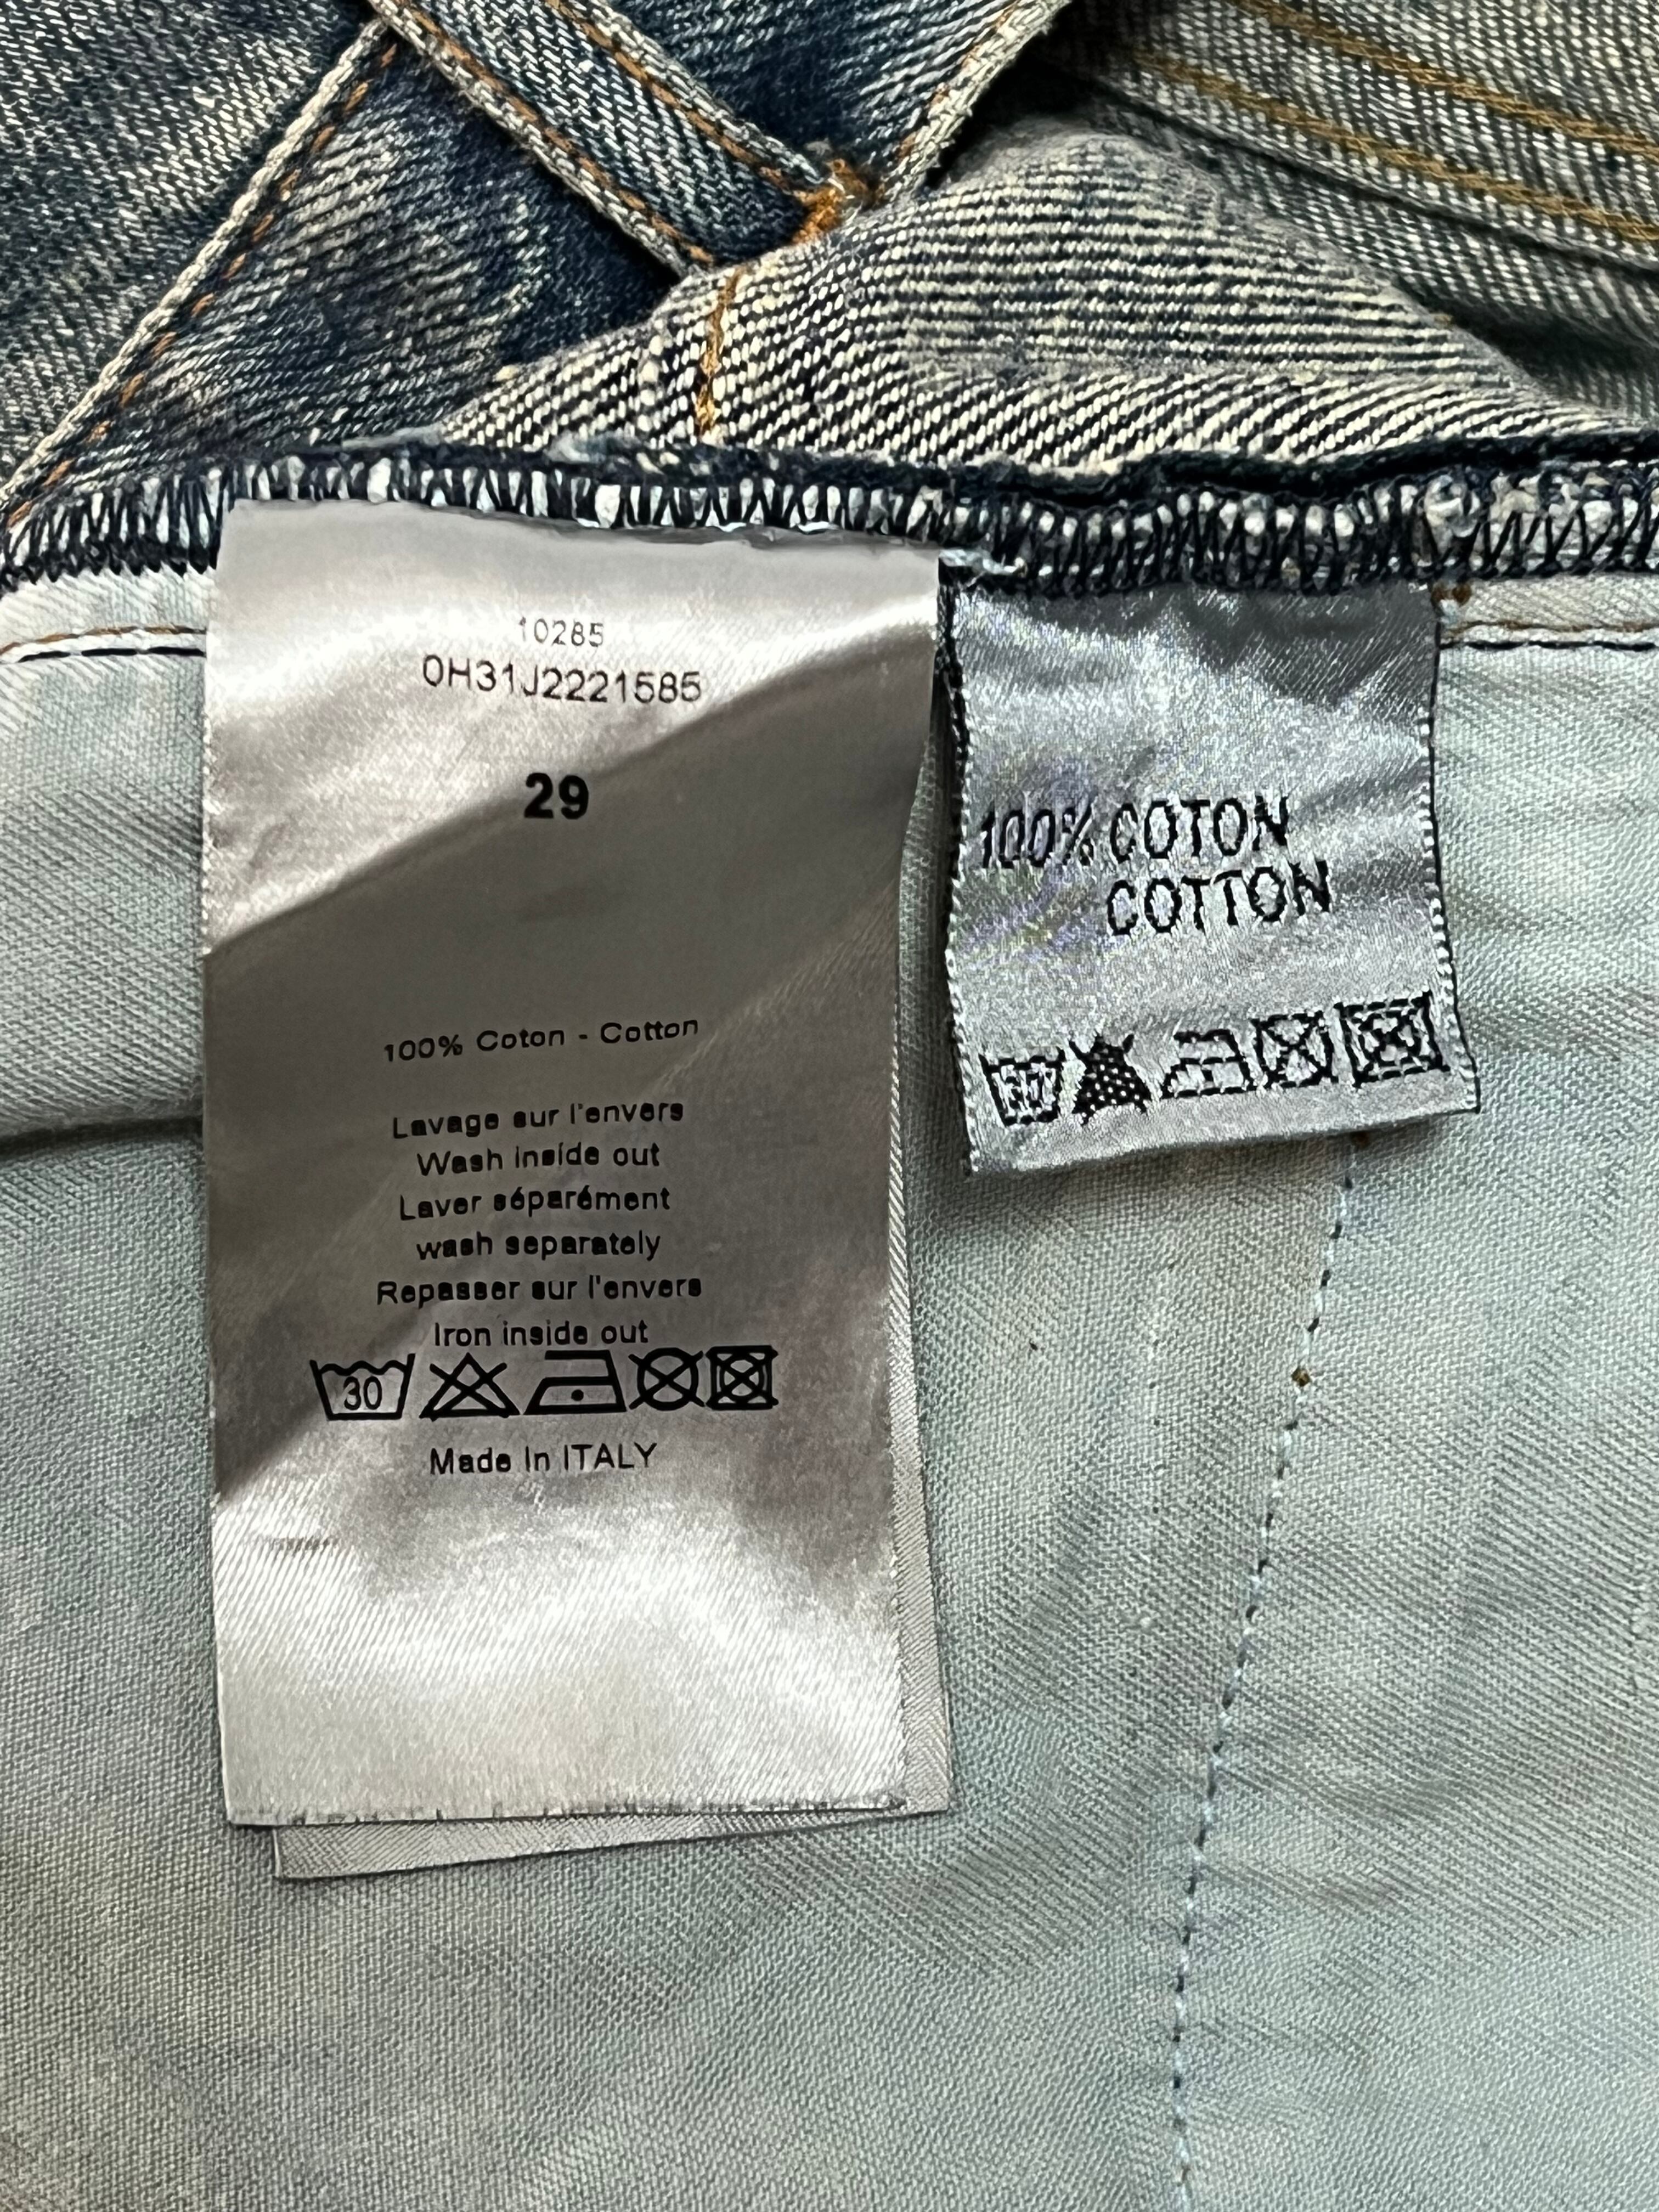 10285
0H31J2221585
29
100% Coton - Cotton
Lavage sur l'envers
Wash inside out
Laver séparément
wash separately
Repasser sur l'envers
Iron inside out
30
Made in ITALY
100% COTON
COTTON
30